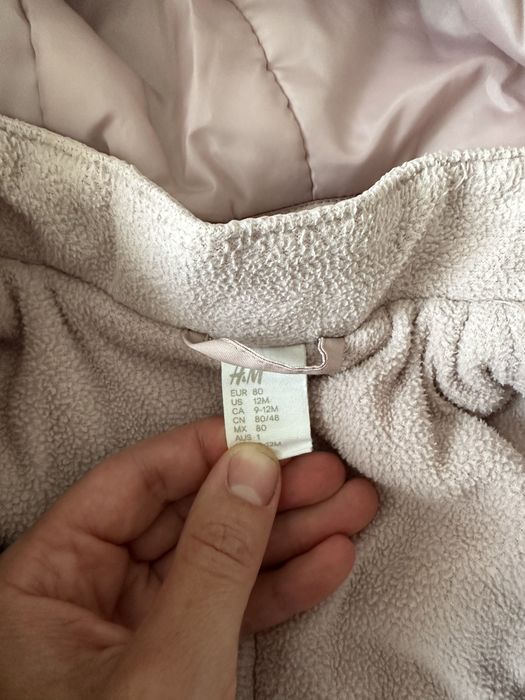 H&M
EUR 80
US 12M
CA 9-12M
CN 80/48
MX 80
AUS 1